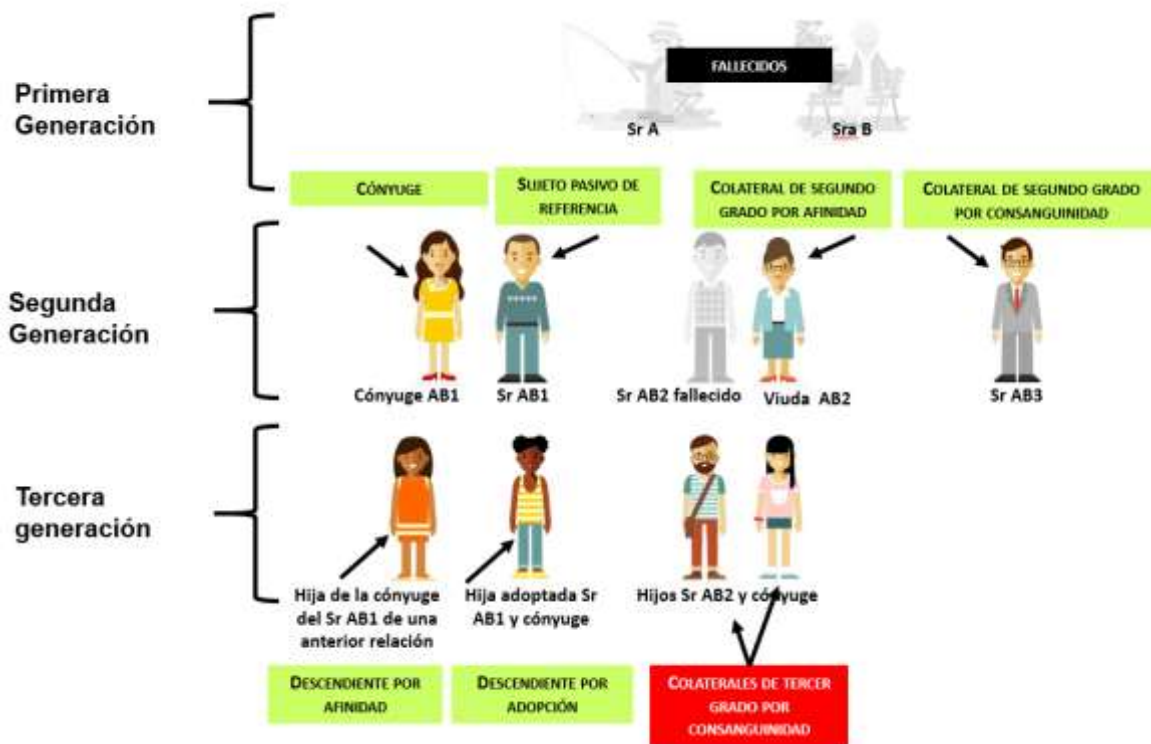 Primera
Generación
FALLECIDOS
Sr A
Sra B
CÓNYUGE
SUJETO PASIVO DE
REFERENCIA
COLATERAL DE SEGUNDO
GRADO POR AFINIDAD
COLATERAL DE SEGUNDO GRADO
POR CONSANGUINIDAD
Segunda
Generación
Cónyuge AB1
Sr AB1
Sr AB2 fallecido
Viuda AB2
Sr AB3
Tercera
generación
Hija de la cónyuge
del Sr AB1 de una
anterior relación
Hija adoptada Sr
AB1 y cónyuge
Hijos Sr AB2 y cónyuge
DESCENDIENTE POR
AFINIDAD
DESCENDIENTE POR
ADOPCIÓN
COLATERALES DE TERCER
GRADO POR
CONSANGUINIDAD